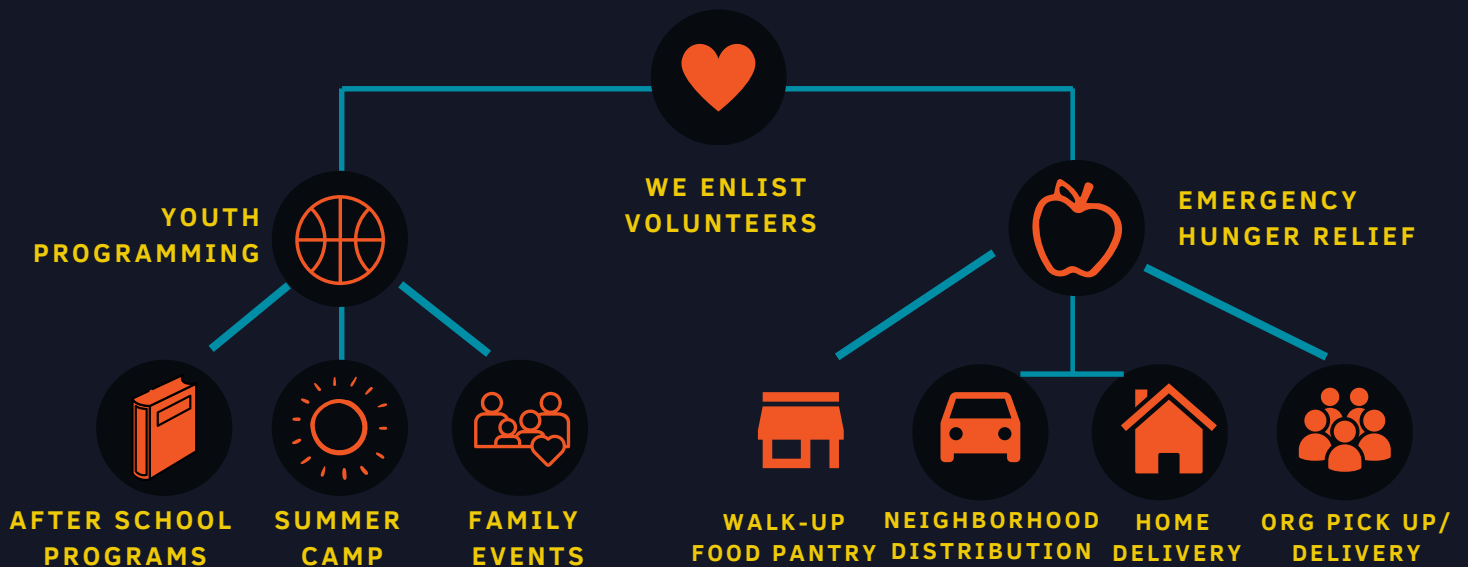 WE ENLIST
VOLUNTEERS
YOUTH
PROGRAMMING
EMERGENCY
HUNGER RELIEF
AFTER SCHOOL
PROGRAMS
SUMMER
CAMP
FAMILY
EVENTS
WALK-UP
FOOD PANTRY
NEIGHBORHOOD
DISTRIBUTION
HOME
DELIVERY
ORG PICK UP/
DELIVERY